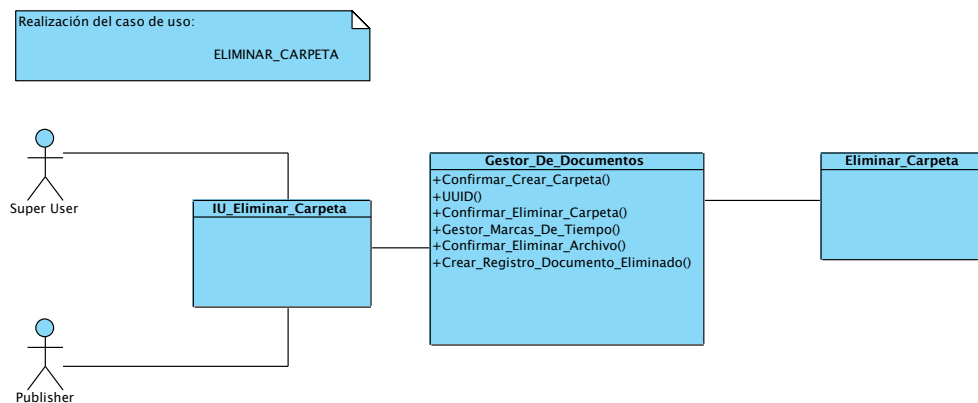 Realización del caso de uso:
ELIMINAR_CARPETA
Super User
IU_Eliminar_Carpeta
Gestor_De_Documentos
+Confirmar_Crear_Carpeta()
+UUID()
+Confirmar_Eliminar_Carpeta()
+Gestor_Marcas_De_Tiempo()
+Confirmar_Eliminar_Archivo()
+Crear_Registro_Documento_Eliminado()
Eliminar_Carpeta
Publisher